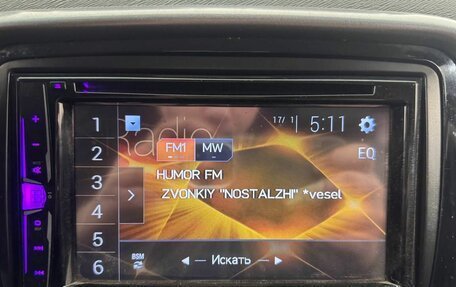 1
Radio
17/ 1
5:11
2
FM1
MW
EQ
HUMOR FM
3
ZVONKIY "NOSTALZHI" *vesel
4
5
BSM
6
← Искать →